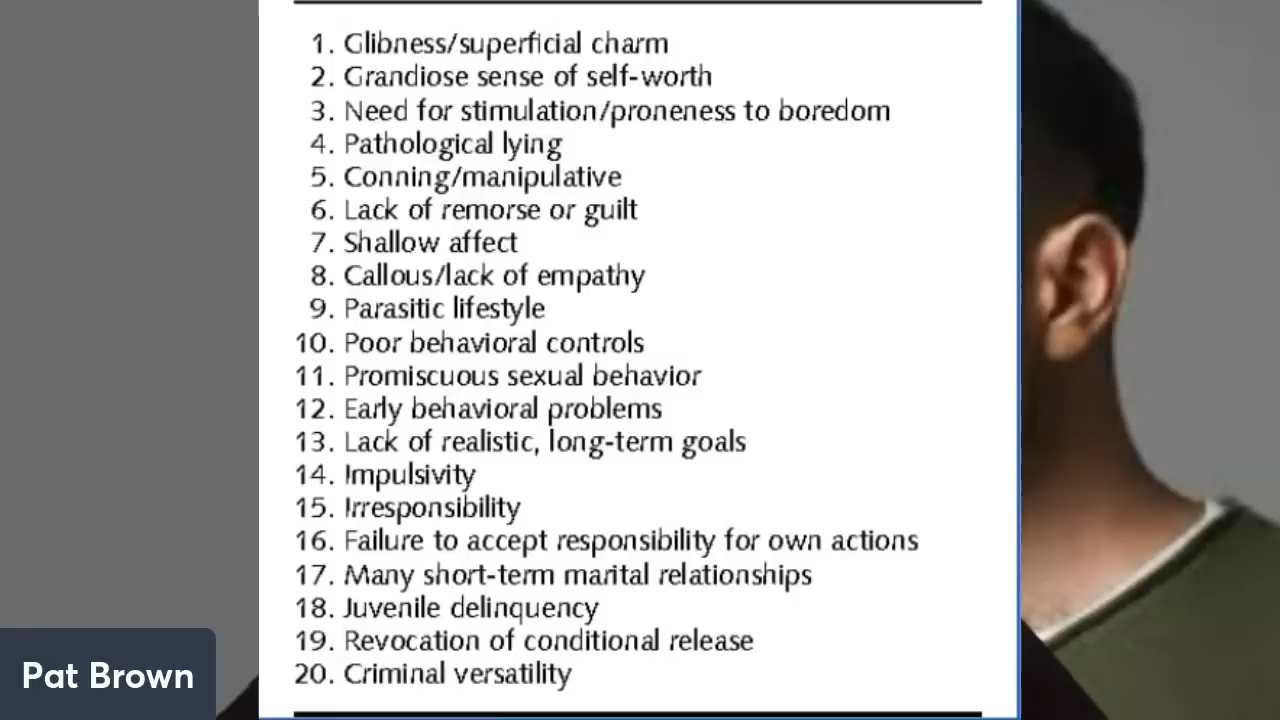 1. Glibness/superficial charm
2. Grandiose sense of self-worth
3. Need for stimulation/proneness to boredom
4. Pathological lying
5. Conning/manipulative
6. Lack of remorse or guilt
7. Shallow affect
8. Callous/lack of empathy
9. Parasitic lifestyle
10. Poor behavioral controls
11. Promiscuous sexual behavior
12. Early behavioral problems
13. Lack of realistic, long-term goals
14. Impulsivity
15. Irresponsibility
16. Failure to accept responsibility for own actions
17. Many short-term marital relationships
18. Juvenile delinquency
19. Revocation of conditional release
20. Criminal versatility
Pat Brown